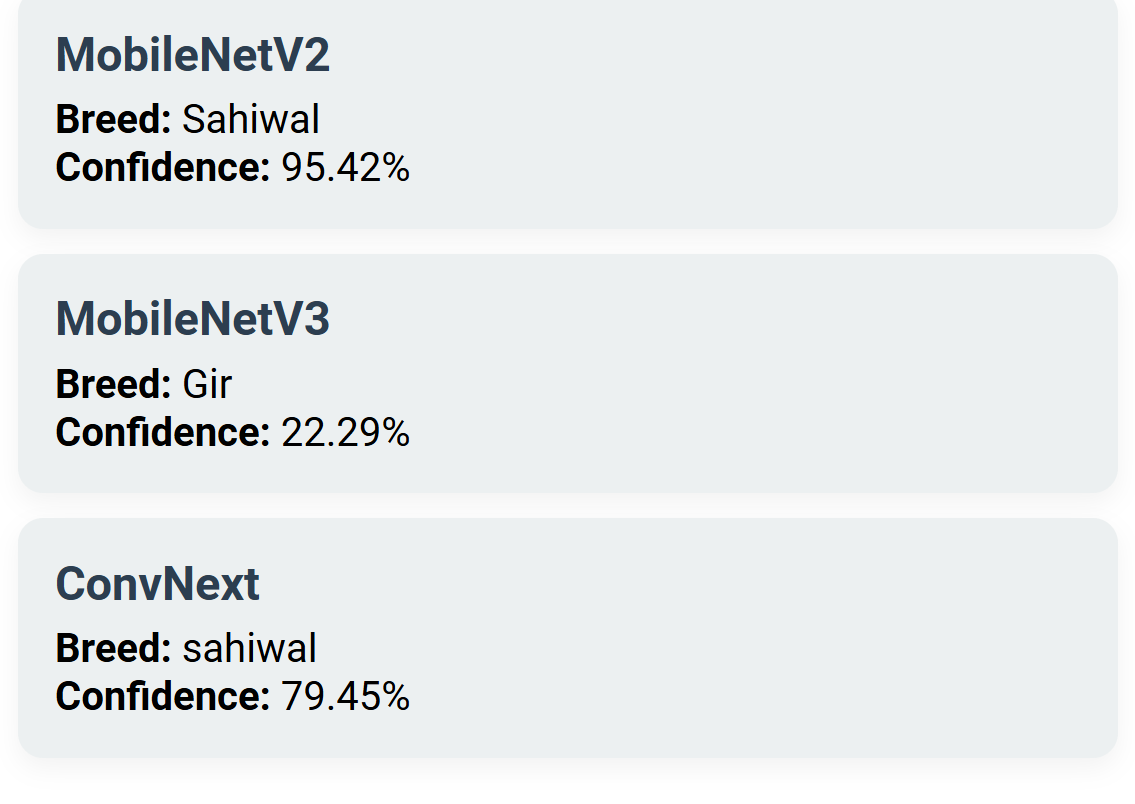 MobileNetV2
Breed: Sahiwal
Confidence: 95.42%
MobileNetV3
Breed: Gir
Confidence: 22.29%
ConvNext
Breed: sahiwal
Confidence: 79.45%